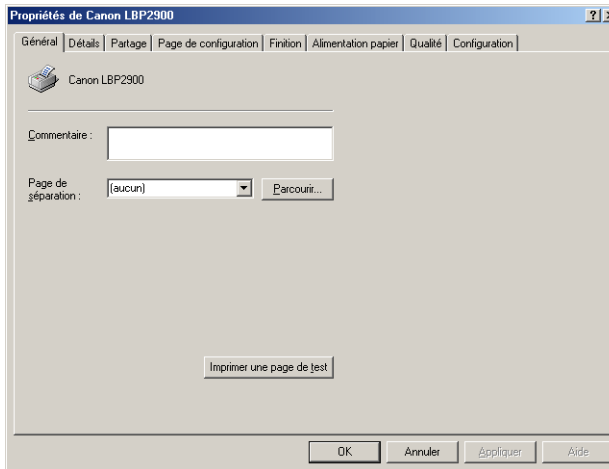 Propriétés de Canon LBP2900
Général Détails Partage Page de configuration Finition Alimentation papier Qualité Configuration
Canon LBP2900
Commentaire :
Page de
séparation :
(aucun)
Parcourir...
Imprimer une page de test
OK Annuler Appliquer Aide